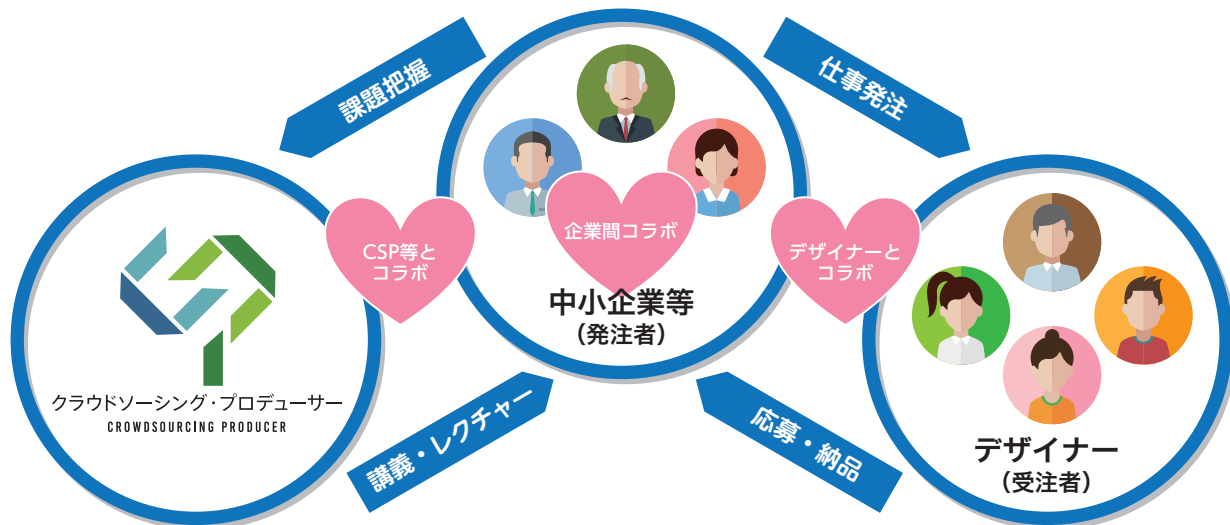 課題把握
仕事発注
CSP等と
コラボ
企業間コラボ
デザイナーと
コラボ
中小企業等
（発注者）
クラウドソーシング・プロデューサー
CROWDSOURCING PRODUCER
講義・レクチャー
応募・納品
デザイナー
（受注者）